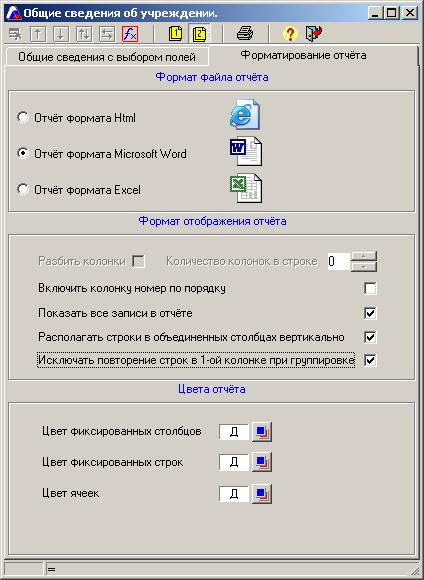 Общие сведения об учреждении.
Общие сведения с выбором полей Форматирование отчёта
Формат файла отчёта
Отчёт формата Html
Отчёт формата Microsoft Word
Отчёт формата Excel
Формат отображения отчёта
Разбить колонки Количество колонок в строке 0
Включить колонку номер по порядку
Показать все записи в отчёте
Располагать строки в объединенных столбцах вертикально
Исключать повторение строк в 1-ой колонке при группировке
Цвета отчёта
Цвет фиксированных столбцов Д
Цвет фиксированных строк Д
Цвет ячеек Д
=